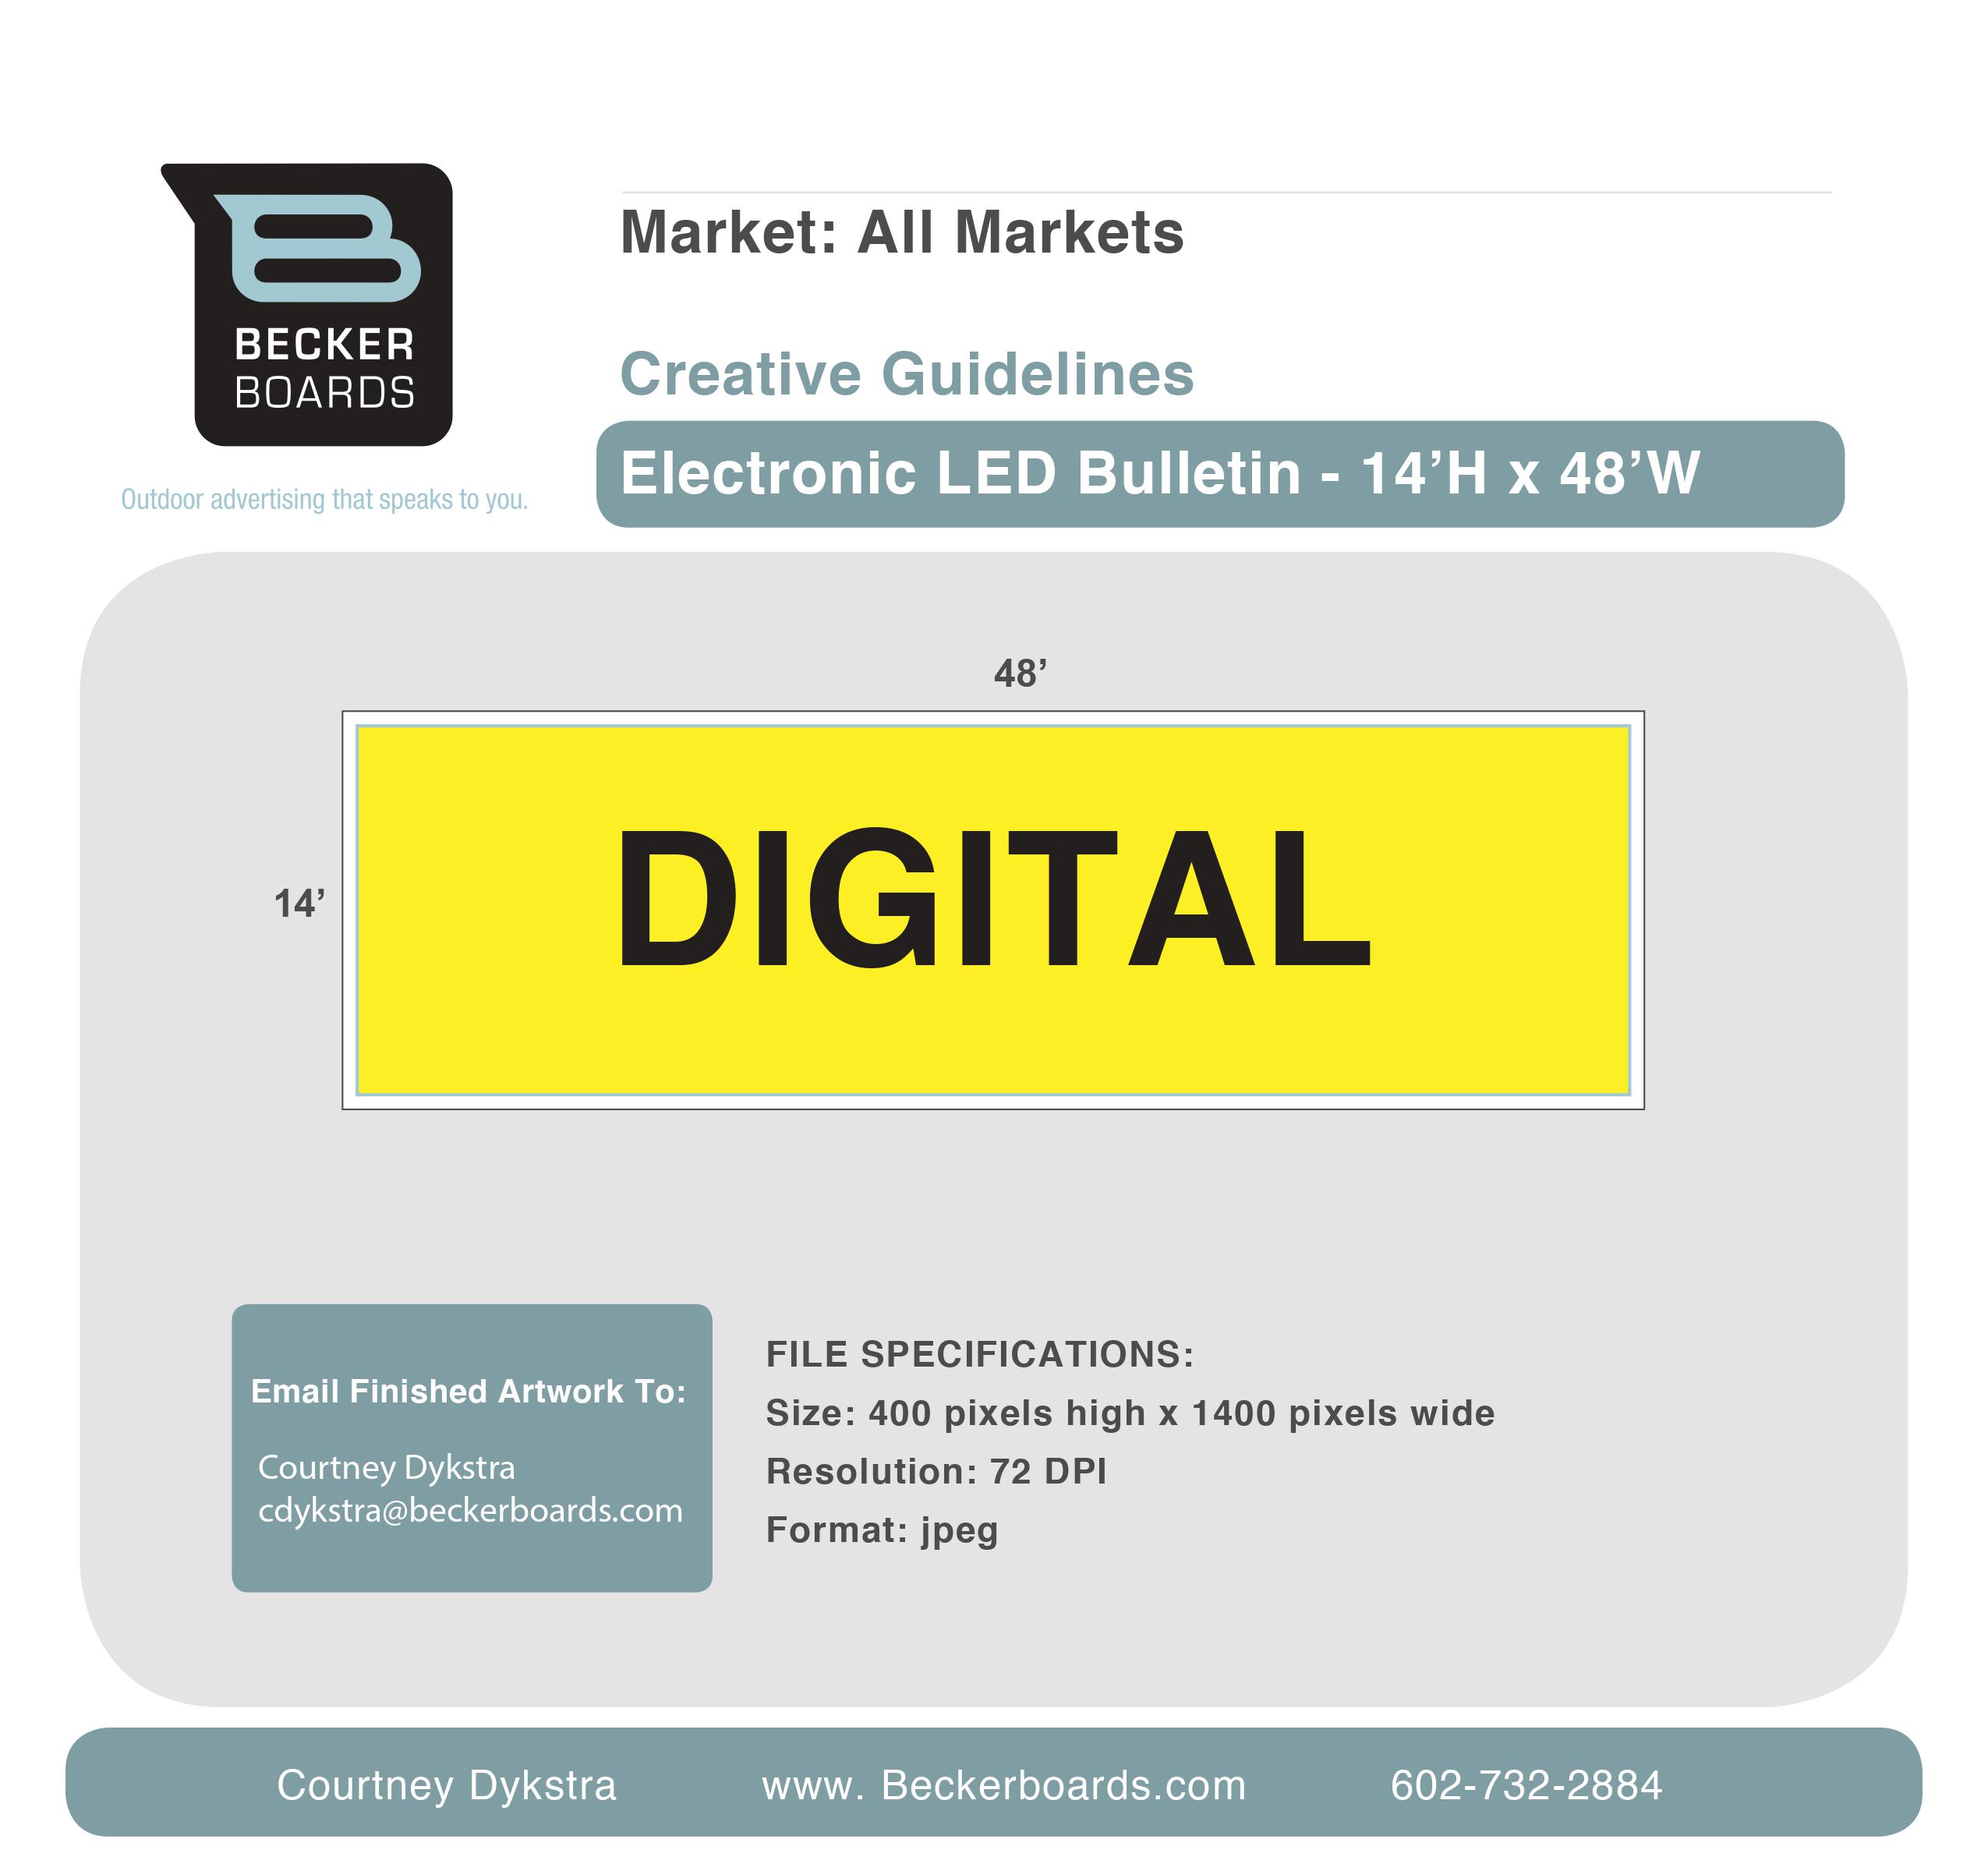 BECKER
BOARDS
Outdoor advertising that speaks to you.
Market: All Markets
Creative Guidelines
Electronic LED Bulletin - 14’H x 48’W
48’
14’
DIGITAL
Email Finished Artwork To:
Courtney Dykstra
cdykstra@beckerboards.com
FILE SPECIFICATIONS:
Size: 400 pixels high x 1400 pixels wide
Resolution: 72 DPI
Format: jpeg
Courtney Dykstra www. Beckerboards.com 602-732-2884